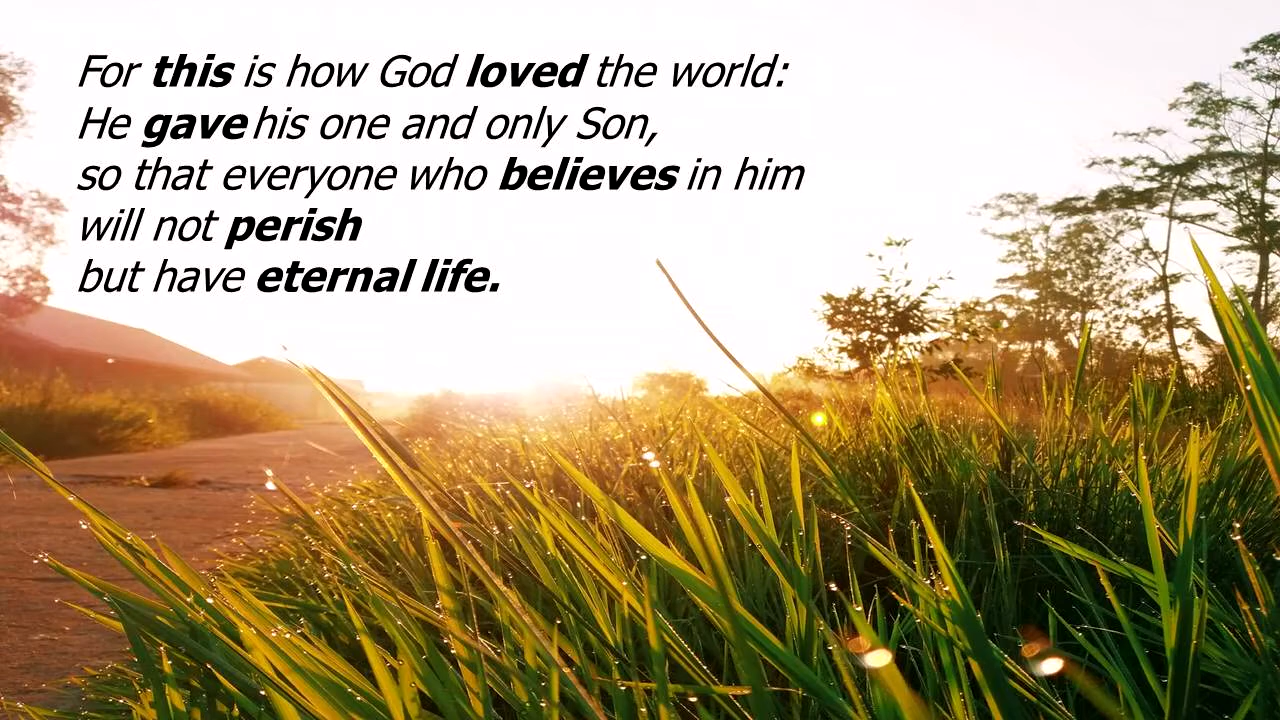 For this is how God loved the world:
He gave his one and only Son,
so that everyone who believes in him
will not perish
but have eternal life.